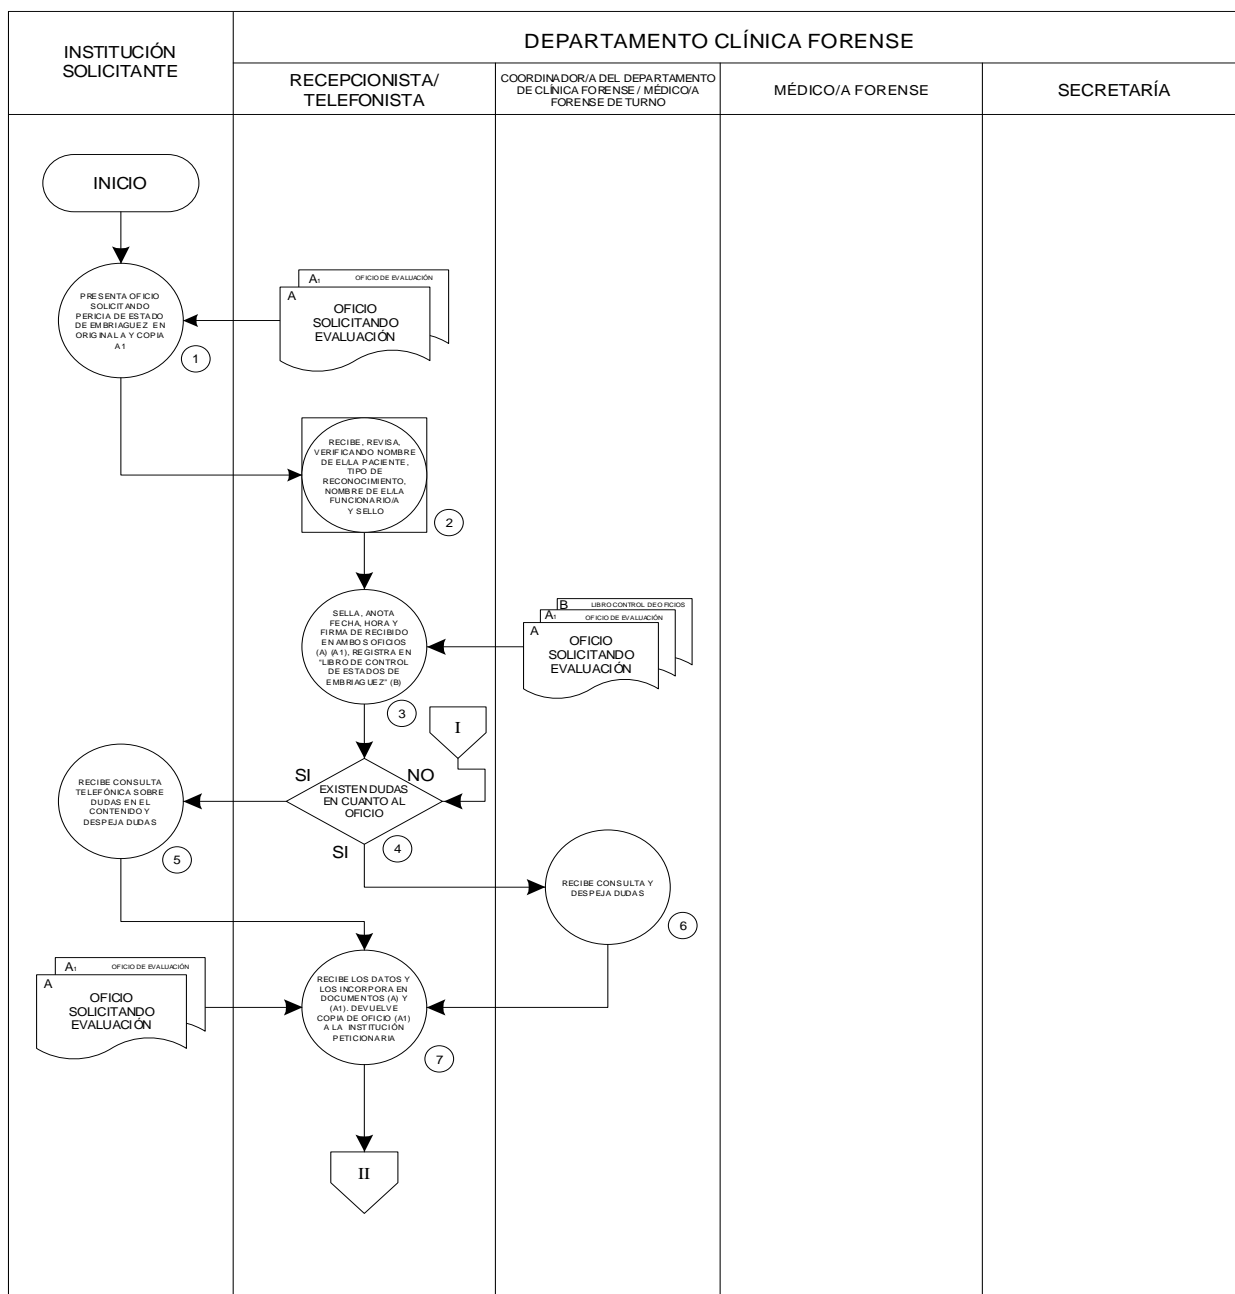 INSTITUCIÓN
SOLICITANTE
DEPARTAMENTO CLÍNICA FORENSE
RECEPCIONISTA/
TELEFONISTA
COORDINADOR/A DEL DEPARTAMENTO
DE CLÍNICA FORENSE / MÉDICO/A
FORENSE DE TURNO
MÉDICO/A FORENSE
SECRETARÍA
INICIO
PRESENTA OFICIO
SOLICITANDO
PERICIA DE ESTADO
DE EMBRIAGUEZ EN
ORIGINAL A Y COPIA
A1
1
A1 OFICIO DE EVALUACIÓN
A
OFICIO
SOLICITANDO
EVALUACIÓN
RECIBE, REVISA,
VERIFICANDO NOMBRE
DE EL/LA PACIENTE,
TIPO DE
RECONOCIMIENTO,
NOMBRE DE EL/LA
FUNCIONARIO/A
Y SELLO
2
SELLA, ANOTA
FECHA, HORA Y
FIRMA DE RECIBIDO
EN AMBOS OFICIOS
(A) (A1), REGISTRA EN
"LIBRO DE CONTROL
DE ESTADOS DE
EMBRIAGUEZ" (B)
3
B LIBRO CONTROL DE OFICIOS
A1 OFICIO DE EVALUACIÓN
A
OFICIO
SOLICITANDO
EVALUACIÓN
I
SI
NO
EXISTEN DUDAS
EN CUANTO AL
OFICIO
4
SI
RECIBE CONSULTA
TELEFÓNICA SOBRE
DUDAS EN EL
CONTENIDO Y
DESPEJA DUDAS
5
RECIBE CONSULTA Y
DESPEJA DUDAS
6
A1 OFICIO DE EVALUACIÓN
A
OFICIO
SOLICITANDO
EVALUACIÓN
RECIBE LOS DATOS Y
LOS INCORPORA EN
DOCUMENTOS (A) Y
(A1). DEVUELVE
COPIA DE OFICIO (A1)
A LA INSTITUCIÓN
PETICIONARIA
7
II